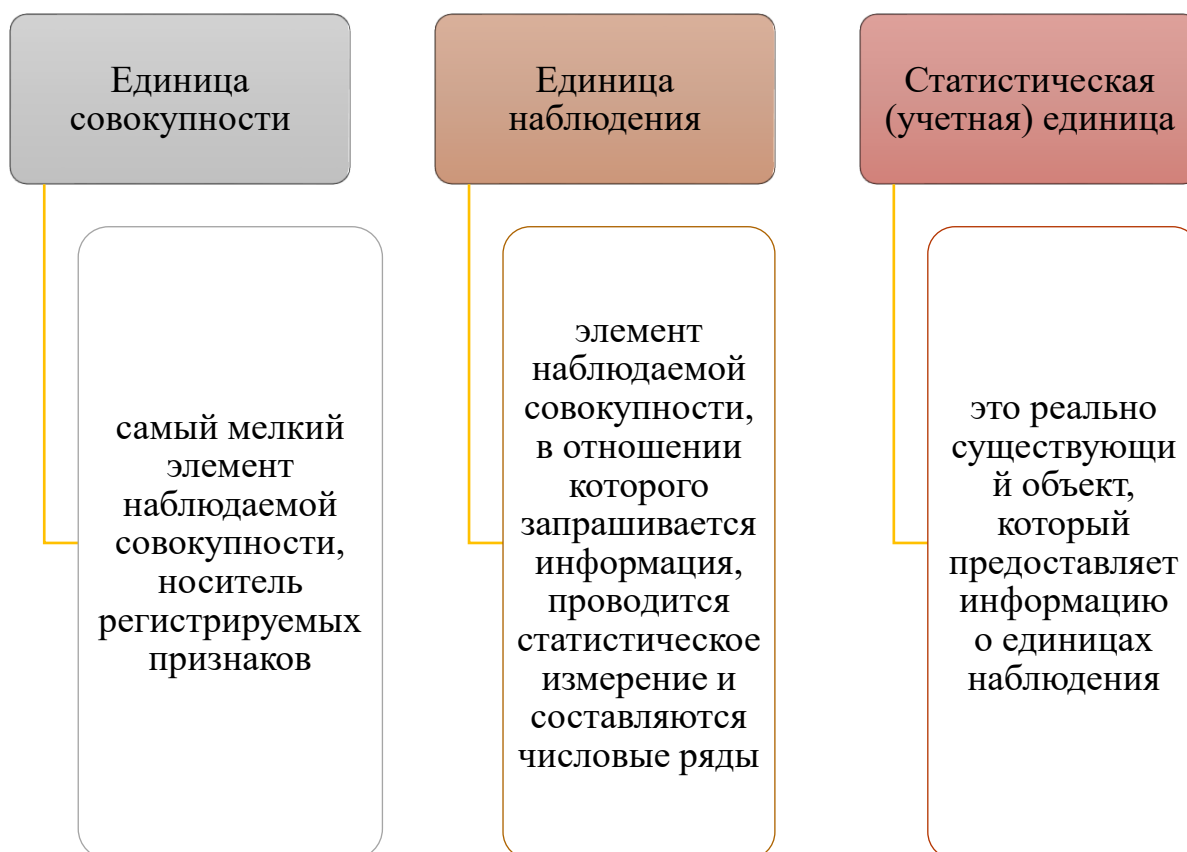 Единица
совокупности
самый мелкий
элемент
наблюдаемой
совокупности,
носитель
регистрируемых
признаков
Единица
наблюдения
элемент
наблюдаемой
совокупности,
в отношении
которого
запрашивается
информация,
проводится
статистическое
измерение и
составляются
числовые ряды
Статистическая
(учетная) единица
это реально
существующи
й объект,
который
предоставляет
информацию
о единицах
наблюдения